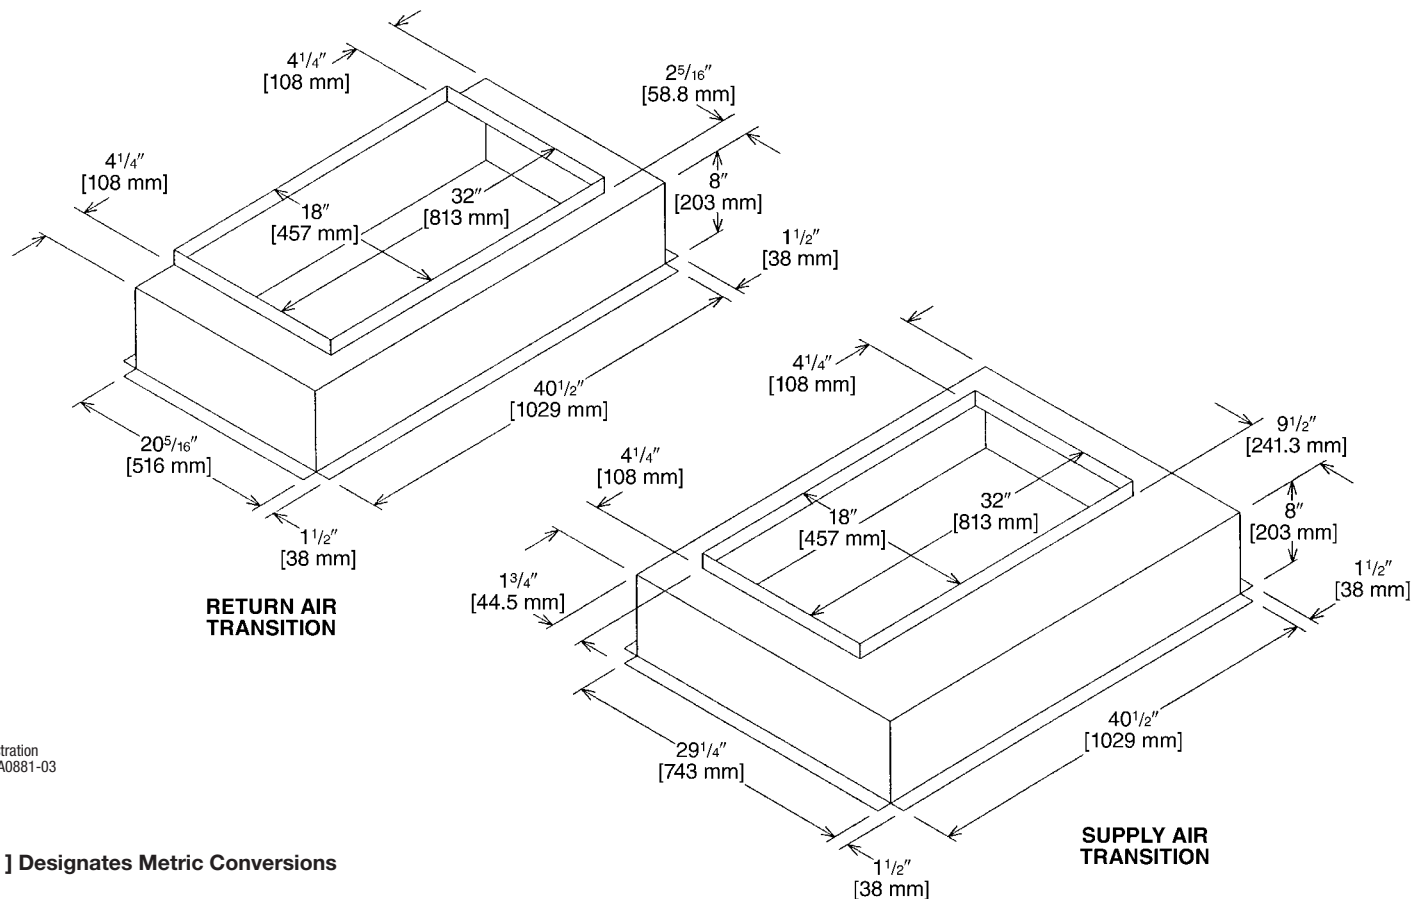 4 1/4″
[108 mm]
2 5/16″
[58.8 mm]
4 1/4″
[108 mm]
8″
[203 mm]
32″
[813 mm]
18″
[457 mm]
1 1/2″
[38 mm]
40 1/2″
[1029 mm]
20 5/16″
[516 mm]
1 1/2″
[38 mm]
RETURN AIR
TRANSITION
4 1/4″
[108 mm]
9 1/2″
[241.3 mm]
4 1/4″
[108 mm]
32″
[813 mm]
18″
[457 mm]
8″
[203 mm]
1 3/4″
[44.5 mm]
1 1/2″
[38 mm]
40 1/2″
[1029 mm]
29 1/4″
[743 mm]
1 1/2″
[38 mm]
SUPPLY AIR
TRANSITION
tration
A0881-03
] Designates Metric Conversions